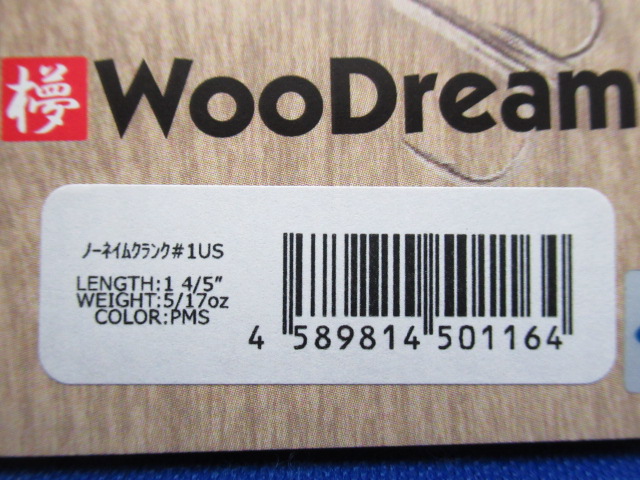 WooDream
ﾉｰﾈｲﾑｸﾗﾝｸ#1US
LENGTH:1 4/5”
WEIGHT:5/17oz
COLOR:PMS
4 589814 501164